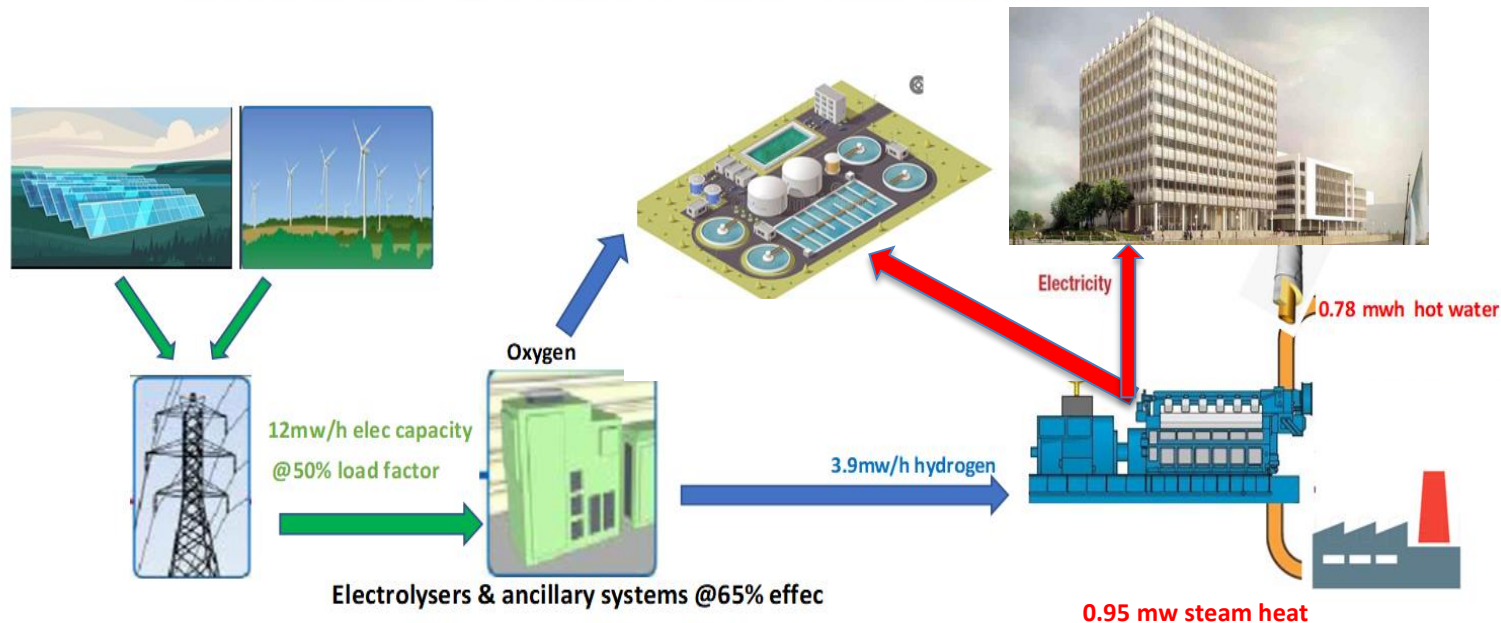 Electricity
0.78 mwh hot water
Oxygen
12mw/h elec capacity
@50% load factor
3.9mw/h hydrogen
Electrolysers & ancillary systems @65% effec
0.95 mw steam heat